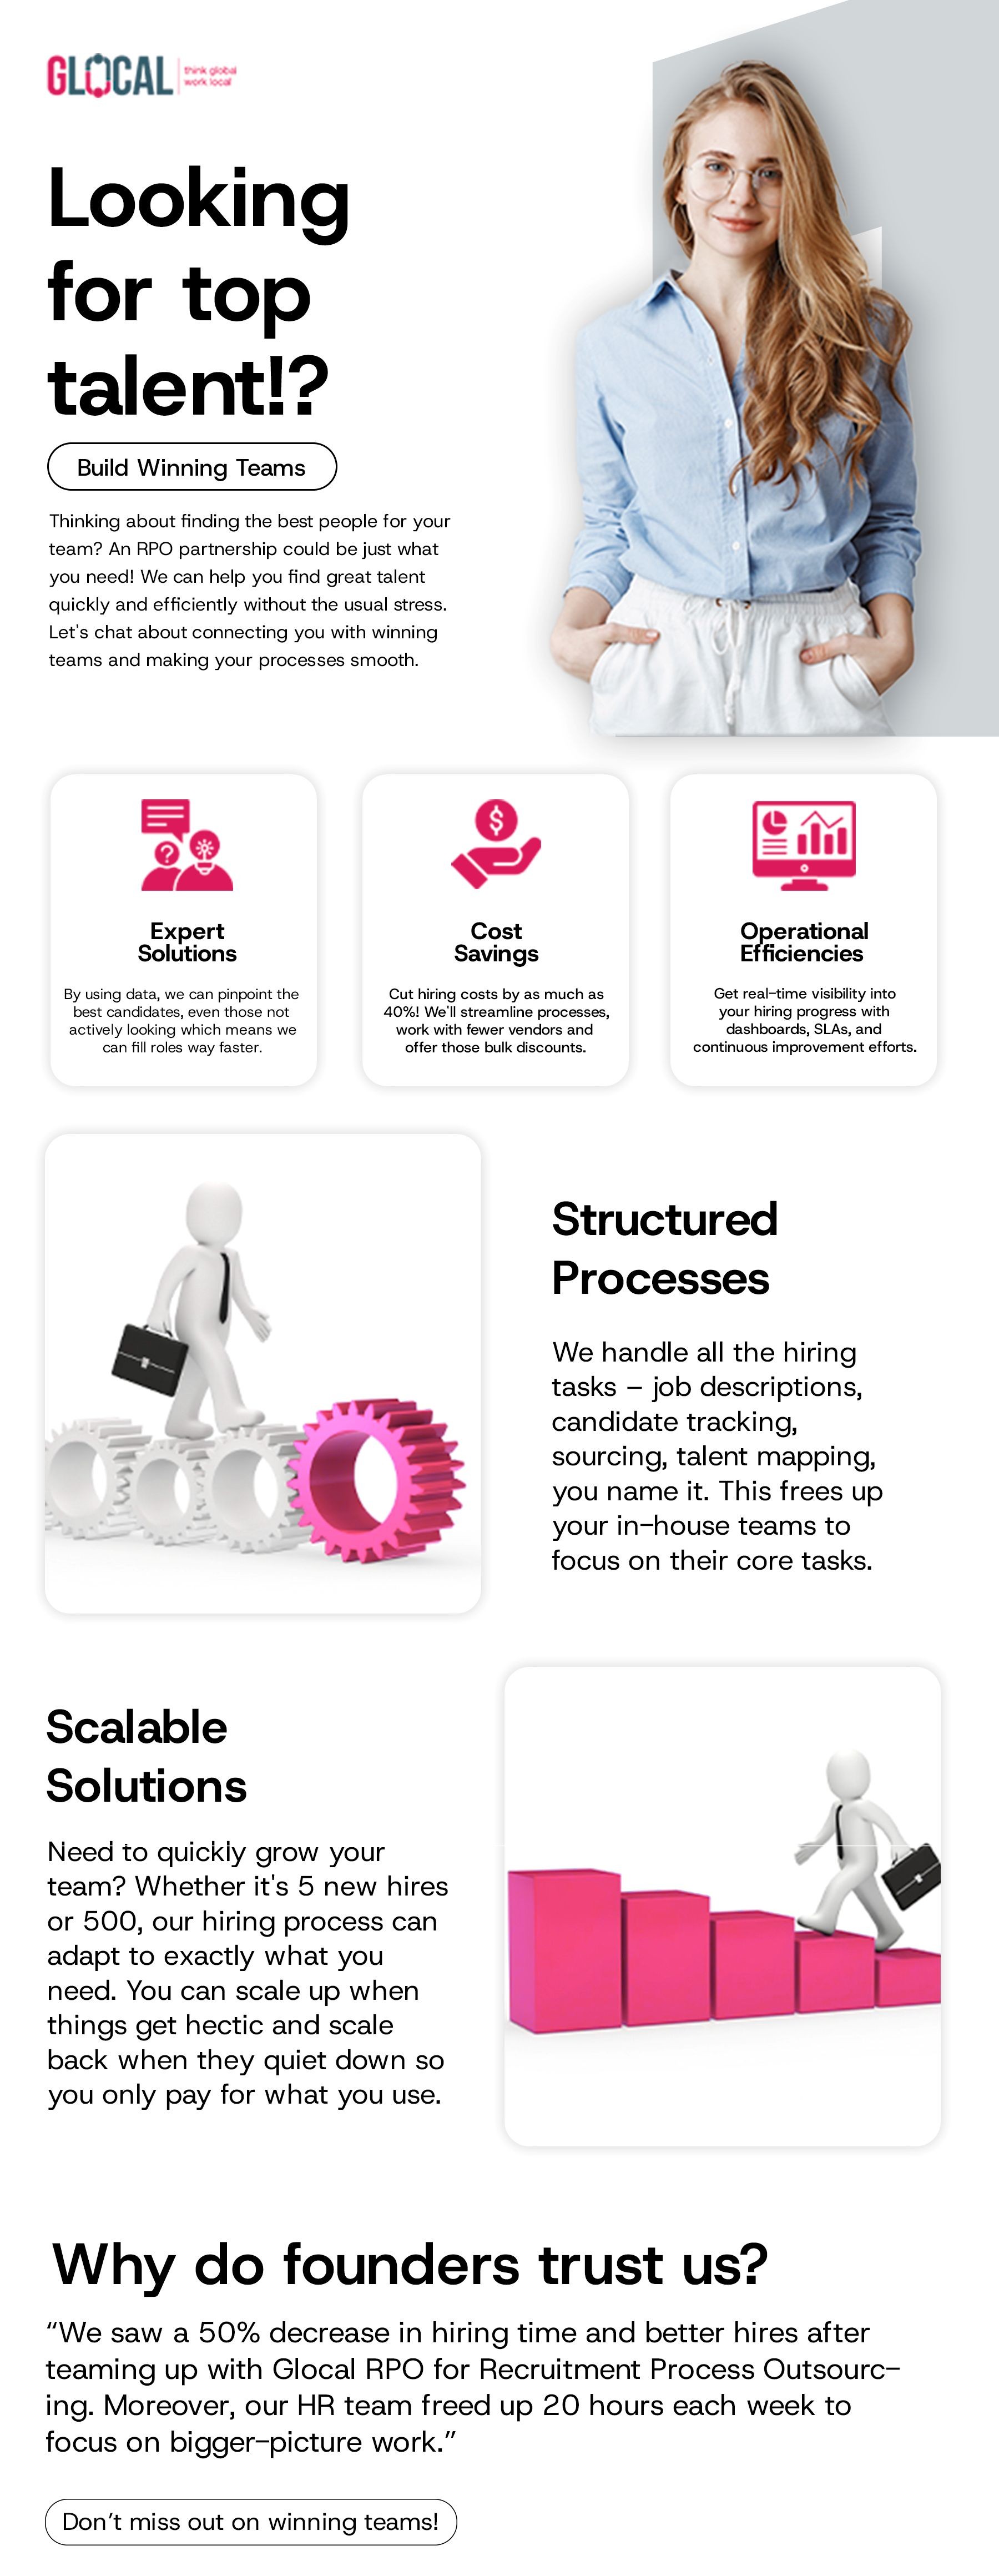 GLOCAL
think global
work local
Looking
for top
talent!?
Build Winning Teams
Thinking about finding the best people for your
team? An RPO partnership could be just what
you need! We can help you find great talent
quickly and efficiently without the usual stress.
Let's chat about connecting you with winning
teams and making your processes smooth.
Expert
Solutions
By using data, we can pinpoint the
best candidates, even those not
actively looking which means we
can fill roles way faster.
Cost
Savings
Cut hiring costs by as much as
40%! We'll streamline processes,
work with fewer vendors and
offer those bulk discounts.
Operational
Efficiencies
Get real-time visibility into
your hiring progress with
dashboards, SLAs, and
continuous improvement efforts.
Structured
Processes
We handle all the hiring
tasks – job descriptions,
candidate tracking,
sourcing, talent mapping,
you name it. This frees up
your in-house teams to
focus on their core tasks.
Scalable
Solutions
Need to quickly grow your
team? Whether it's 5 new hires
or 500, our hiring process can
adapt to exactly what you
need. You can scale up when
things get hectic and scale
back when they quiet down so
you only pay for what you use.
Why do founders trust us?
“We saw a 50% decrease in hiring time and better hires after
teaming up with Glocal RPO for Recruitment Process Outsourc-
ing. Moreover, our HR team freed up 20 hours each week to
focus on bigger-picture work.”
Don’t miss out on winning teams!